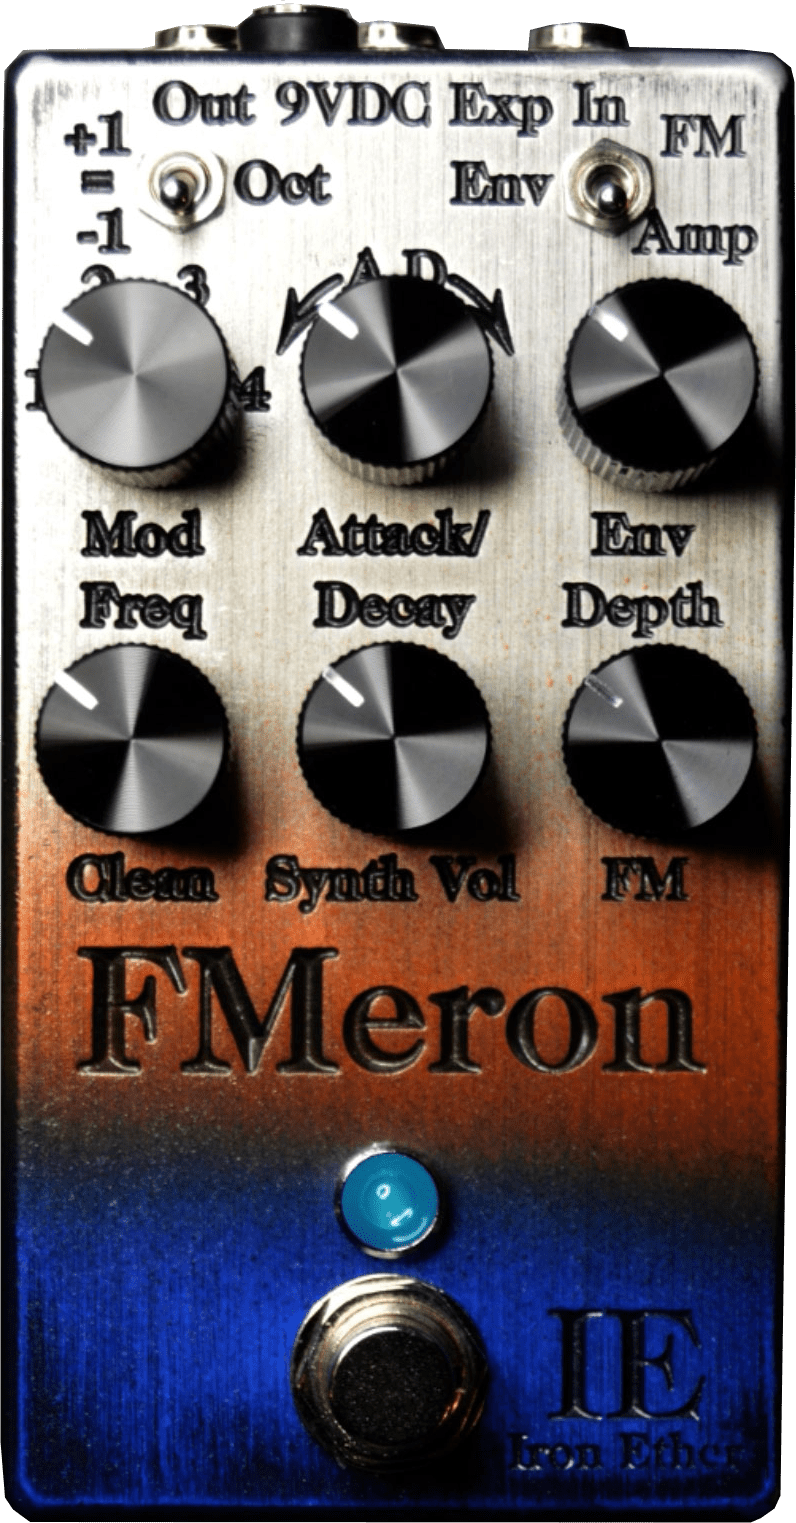 Out 9VDC Exp In
+1
=
-1
Oct
Env
FM
Amp
2 3
1 4
A D
Mod Freq
Attack/ Decay
Env Depth
Clean Synth Vol FM
FMeron
IE
Iron Ether